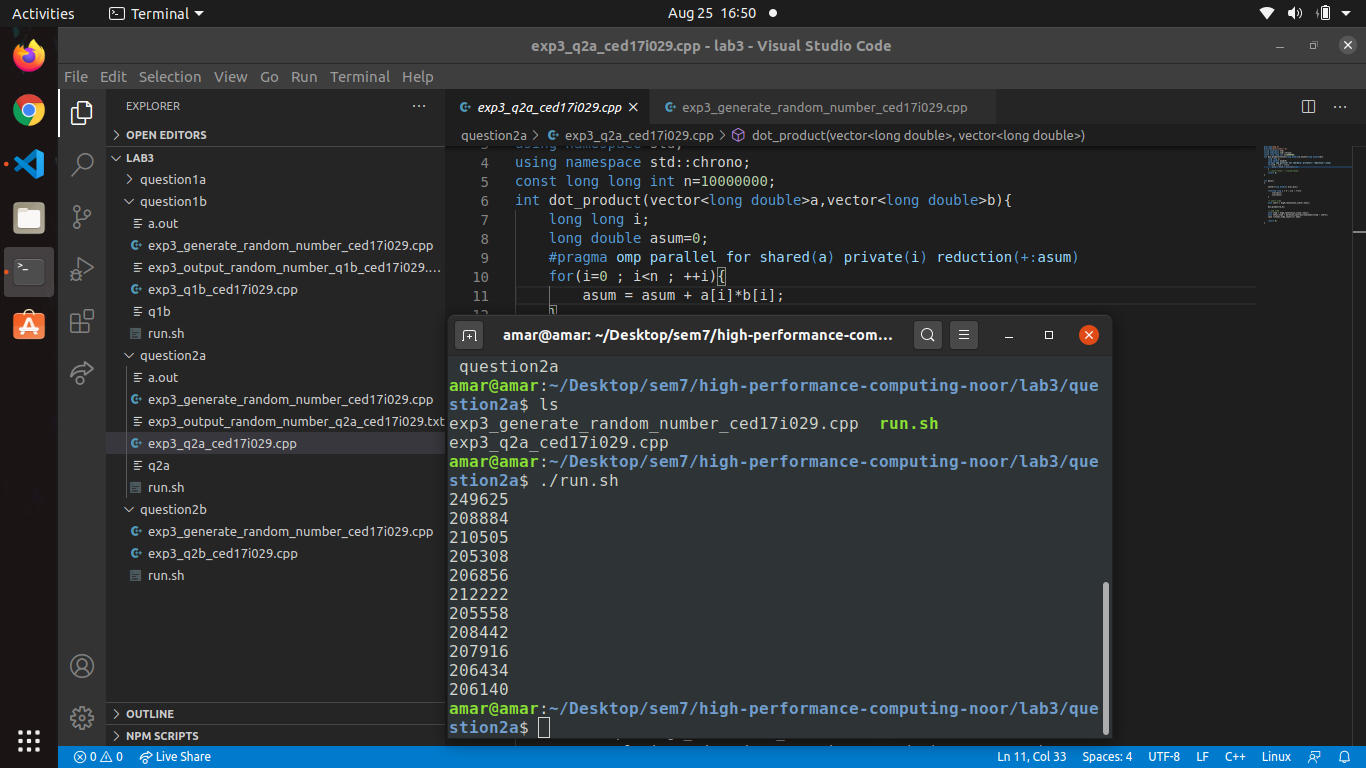 Activities
Terminal
Aug 25 16:50
exp3_q2a_ced17i029.cpp - lab3 - Visual Studio Code
File Edit Selection View Go Run Terminal Help
EXPLORER
OPEN EDITORS
LAB3
question1a
question1b
a.out
exp3_generate_random_number_ced17i029.cpp
exp3_output_random_number_q1b_ced17i029....
exp3_q1b_ced17i029.cpp
q1b
run.sh
question2a
a.out
exp3_generate_random_number_ced17i029.cpp
exp3_output_random_number_q2a_ced17i029.txt
exp3_q2a_ced17i029.cpp
q2a
run.sh
question2b
exp3_generate_random_number_ced17i029.cpp
exp3_q2b_ced17i029.cpp
run.sh
OUTLINE
NPM SCRIPTS
exp3_q2a_ced17i029.cpp
exp3_generate_random_number_ced17i029.cpp
question2a > exp3_q2a_ced17i029.cpp > dot_product(vector<long double>, vector<long double>)
3 using namespace std;
4 using namespace std::chrono;
5 const long long int n=10000000;
6 int dot_product(vector<long double>a,vector<long double>b){
7 long long i;
8 long double asum=0;
9 #pragma omp parallel for shared(a) private(i) reduction(+:asum)
10 for(i=0 ; i<n ; ++i){
11 asum = asum + a[i]*b[i];
12 }
amar@amar: ~/Desktop/sem7/high-performance-com...
question2a
amar@amar:~/Desktop/sem7/high-performance-computing-noor/lab3/que
stion2a$ ls
exp3_generate_random_number_ced17i029.cpp run.sh
exp3_q2a_ced17i029.cpp
amar@amar:~/Desktop/sem7/high-performance-computing-noor/lab3/que
stion2a$ ./run.sh
249625
208884
210505
205308
206856
212222
205558
208442
207916
206434
206140
amar@amar:~/Desktop/sem7/high-performance-computing-noor/lab3/que
stion2a$
0 0 Live Share
Ln 11, Col 33 Spaces: 4 UTF-8 LF C++ Linux